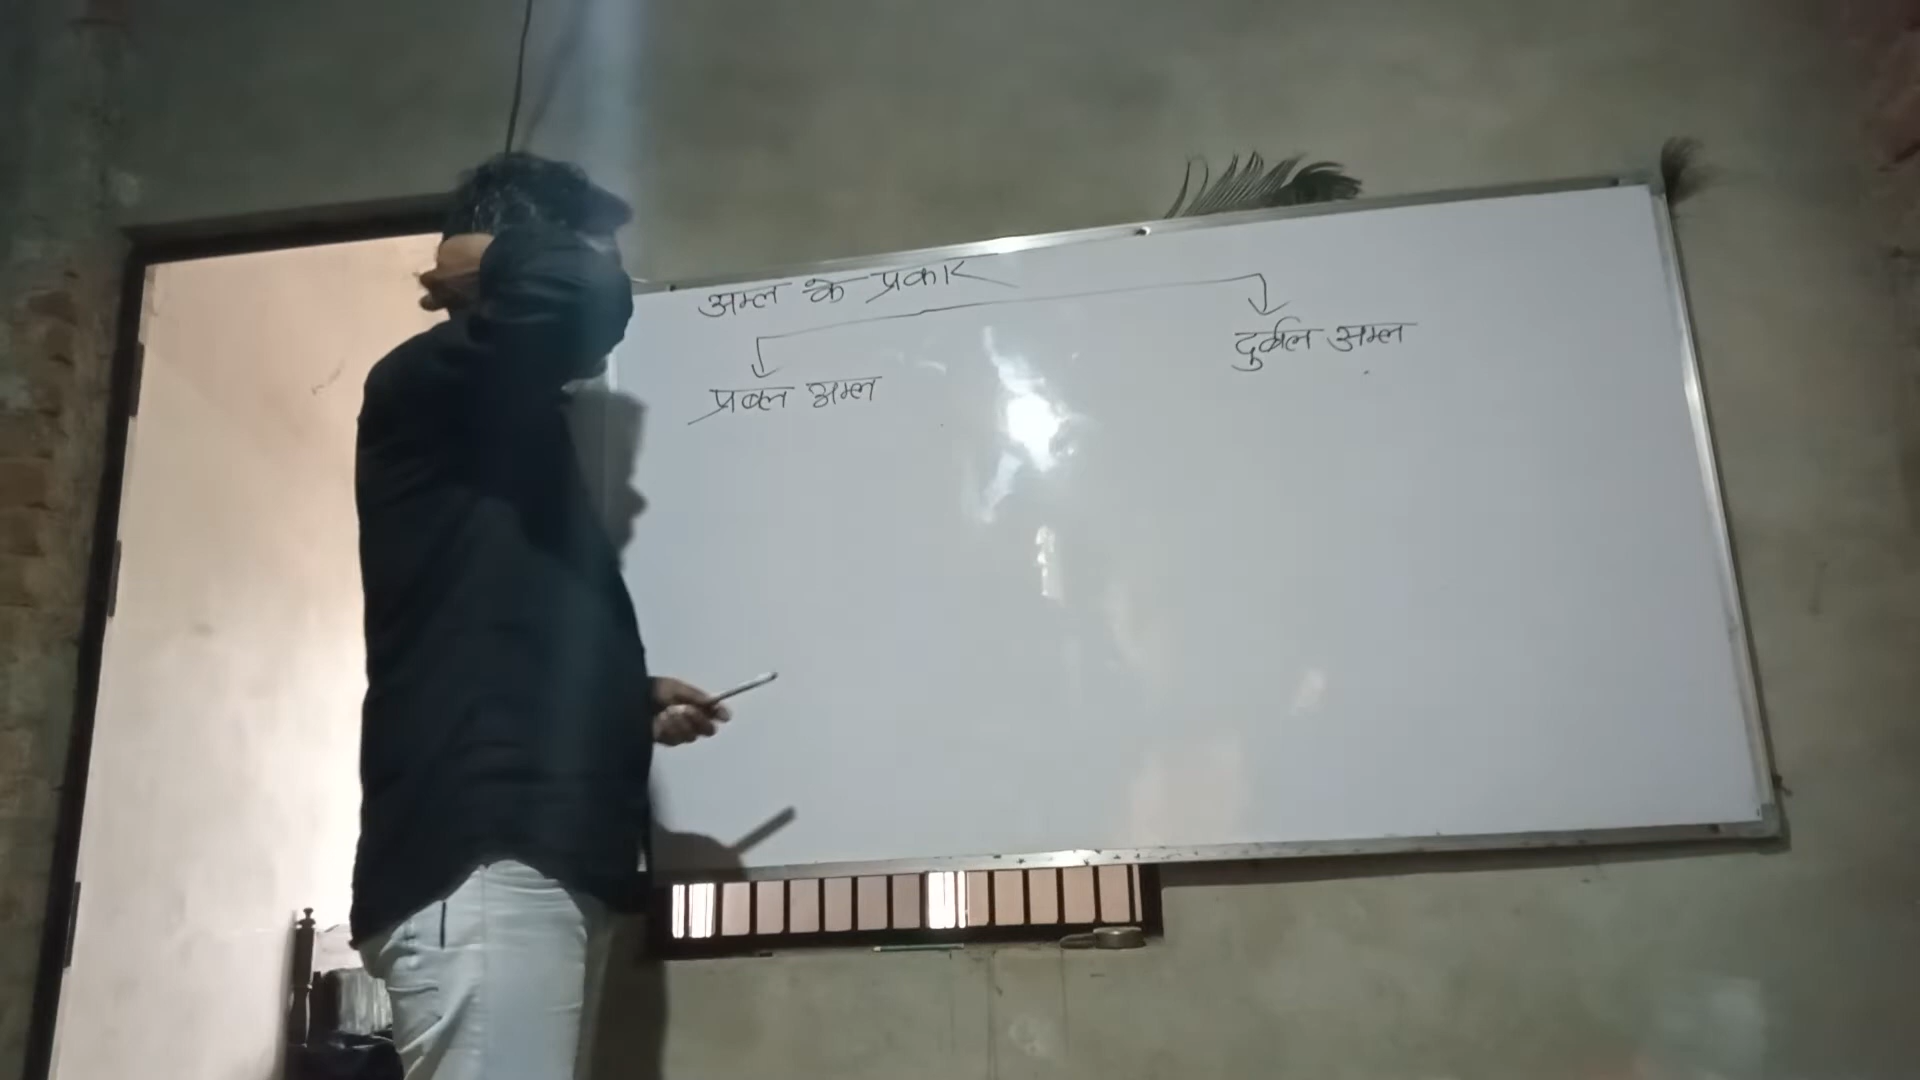 अम्ल के प्रकार
प्रबल अम्ल
दुर्बल अम्ल